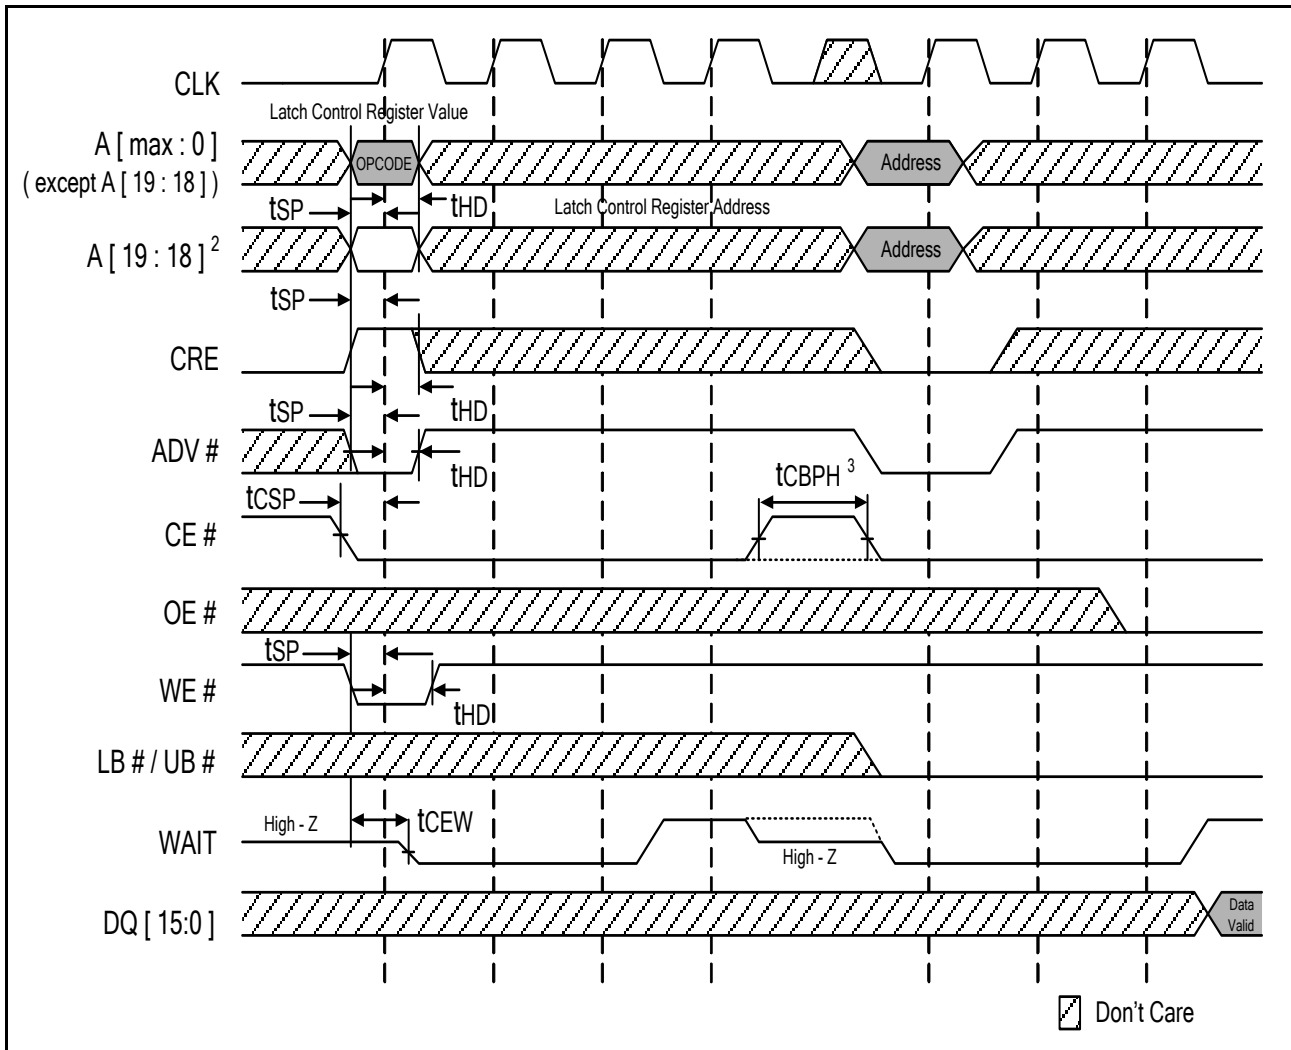 CLK
Latch Control Register Value
A [ max : 0 ]
( except A [ 19 : 18 ] )
OPCODE
Address
tSP
tHD
Latch Control Register Address
A [ 19 : 18 ] 2
Address
tSP
CRE
tSP
tHD
ADV #
tHD
tCBPH 3
tCSP
CE #
OE #
tSP
WE #
tHD
LB # / UB #
tCEW
High - Z
WAIT
High - Z
DQ [ 15:0 ]
Data
Valid
Don't Care